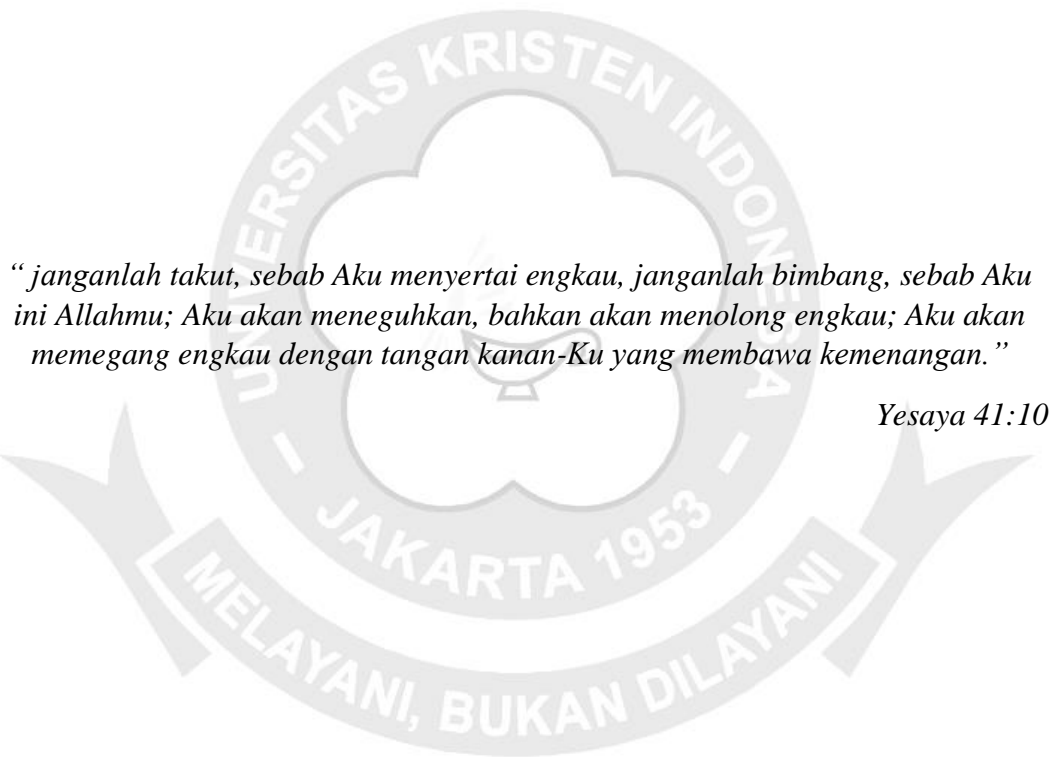 UNIVERSITAS KRISTEN INDONESIA
“ janganlah takut, sebab Aku menyertai engkau, janganlah bimbang, sebab Aku
ini Allahmu; Aku akan meneguhkan, bahkan akan menolong engkau; Aku akan
memegang engkau dengan tangan kanan-Ku yang membawa kemenangan.”
Yesaya 41:10
- JAKARTA 1953 -
MELAYANI, BUKAN DILAYANI